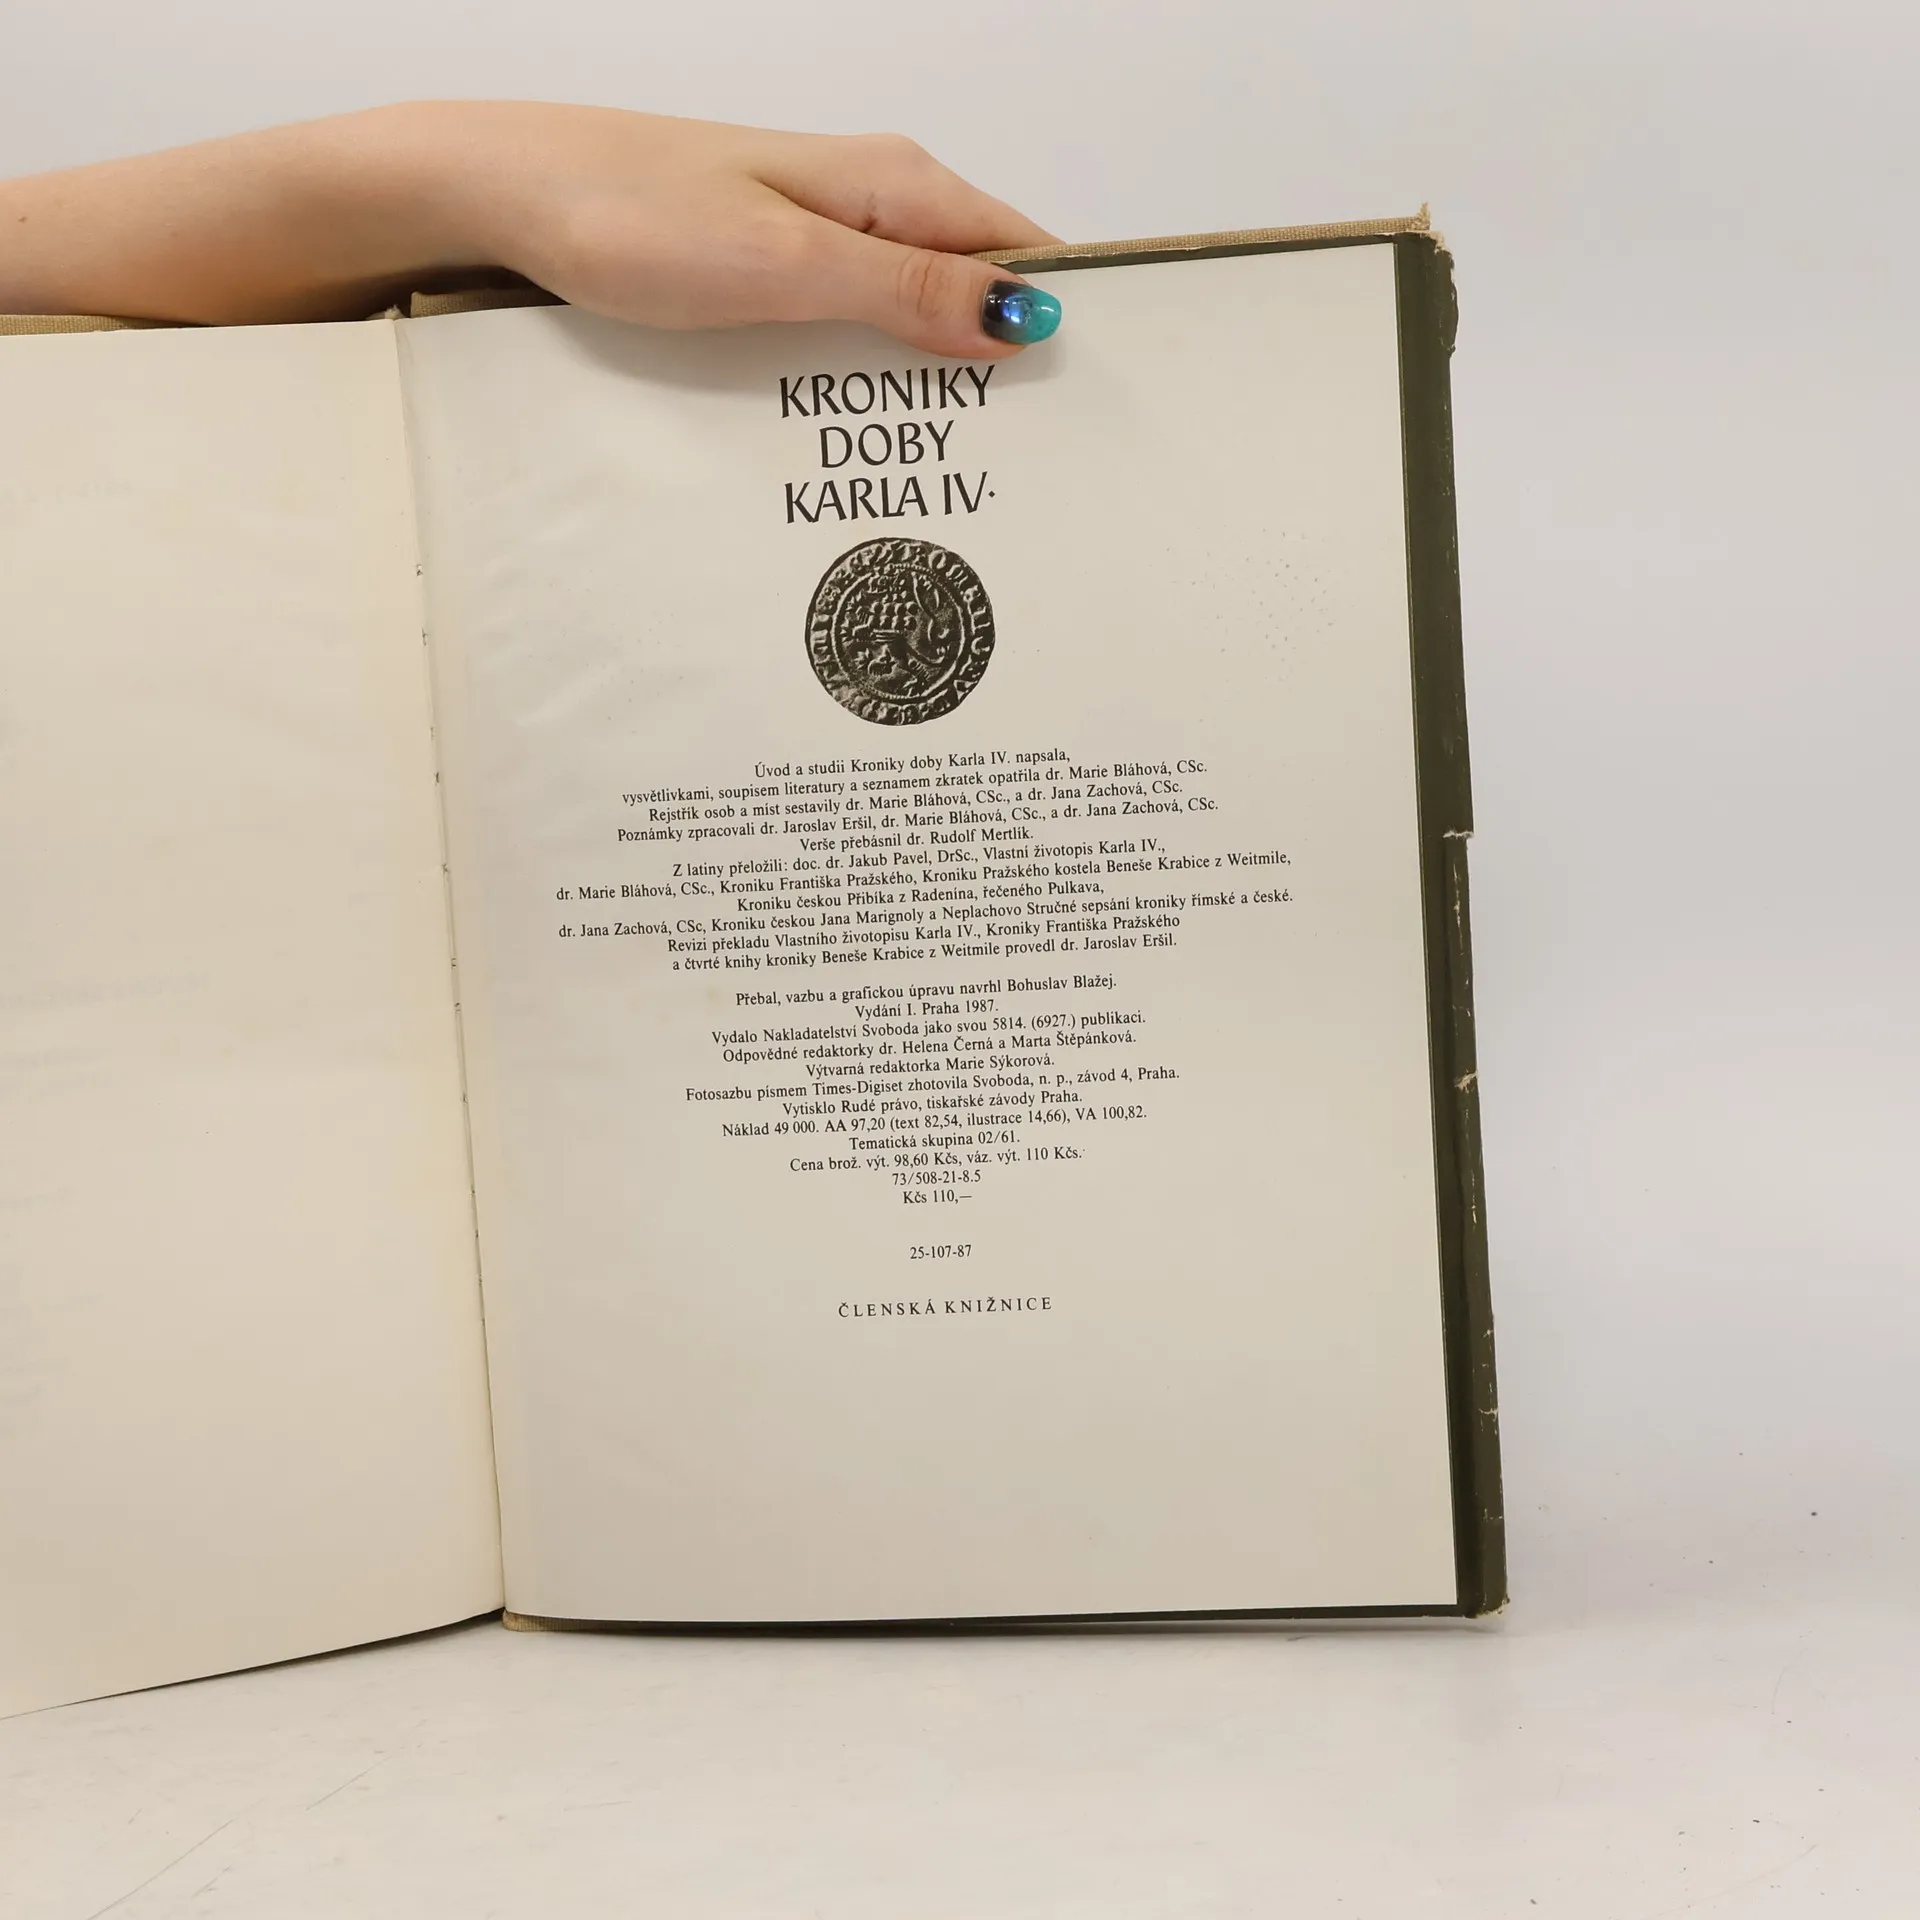 KRONIKY
DOBY
KARLA IV.
Úvod a studii Kroniky doby Karla IV. napsala,
vysvětlivkami, soupisem literatury a seznamem zkratek opatřila dr. Marie Bláhová, CSc.
Rejstřík osob a míst sestavily dr. Marie Bláhová, CSc., a dr. Jana Zachová, CSc.
Poznámky zpracovali dr. Jaroslav Eršil, dr. Marie Bláhová, CSc., a dr. Jana Zachová, CSc.
Verše přebásnil dr. Rudolf Mertlík.
Z latiny přeložili: doc. dr. Jakub Pavel, DrSc., Vlastní životopis Karla IV.,
dr. Marie Bláhová, CSc., Kroniku Františka Pražského, Kroniku Pražského kostela Beneše Krabice z Weitmile,
Kroniku českou Přibíka z Radenína, řečeného Pulkava,
dr. Jana Zachová, CSc, Kroniku českou Jana Marignoly a Neplachovo Stručné sepsání kroniky římské a české.
Revizi překladu Vlastního životopisu Karla IV., Kroniky Františka Pražského
a čtvrté knihy kroniky Beneše Krabice z Weitmile provedl dr. Jaroslav Eršil.
Přebal, vazbu a grafickou úpravu navrhl Bohuslav Blažej.
Vydání I. Praha 1987.
Vydalo Nakladatelství Svoboda jako svou 5814. (6927.) publikaci.
Odpovědné redaktorky dr. Helena Černá a Marta Štěpánková.
Výtvarná redaktorka Marie Sýkorová.
Fotosazbu písmem Times-Digiset zhotovila Svoboda, n. p., závod 4, Praha.
Vytisklo Rudé právo, tiskařské závody Praha.
Náklad 49 000. AA 97,20 (text 82,54, ilustrace 14,66), VA 100,82.
Tematická skupina 02/61.
Cena brož. výt. 98,60 Kčs, váz. výt. 110 Kčs.
73/508-21-8.5
Kčs 110,—
25-107-87
ČLENSKÁ KNIŽNICE